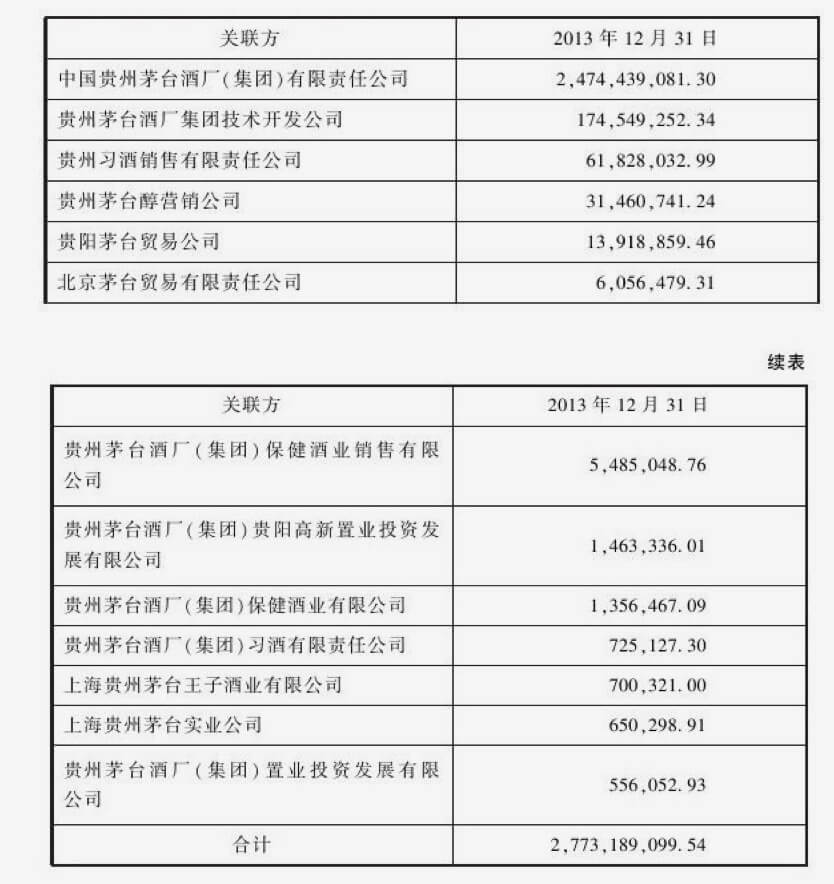 关联方 2013 年 12 月 31 日
中国贵州茅台酒厂(集团)有限责任公司 2,474,439,081.30
贵州茅台酒厂集团技术开发公司 174,549,252.34
贵州习酒销售有限责任公司 61,828,032.99
贵州茅台醇营销公司 31,460,741.24
贵阳茅台贸易公司 13,918,859.46
北京茅台贸易有限责任公司 6,056,479.31
续表
关联方 2013 年 12 月 31 日
贵州茅台酒厂(集团)保健酒业销售有限
公司 5,485,048.76
贵州茅台酒厂(集团)贵阳高新置业投资发
展有限公司 1,463,336.01
贵州茅台酒厂(集团)保健酒业有限公司 1,356,467.09
贵州茅台酒厂(集团)习酒有限责任公司 725,127.30
上海贵州茅台王子酒业有限公司 700,321.00
上海贵州茅台实业公司 650,298.91
贵州茅台酒厂(集团)置业投资发展有限
公司 556,052.93
合计 2,773,189,099.54